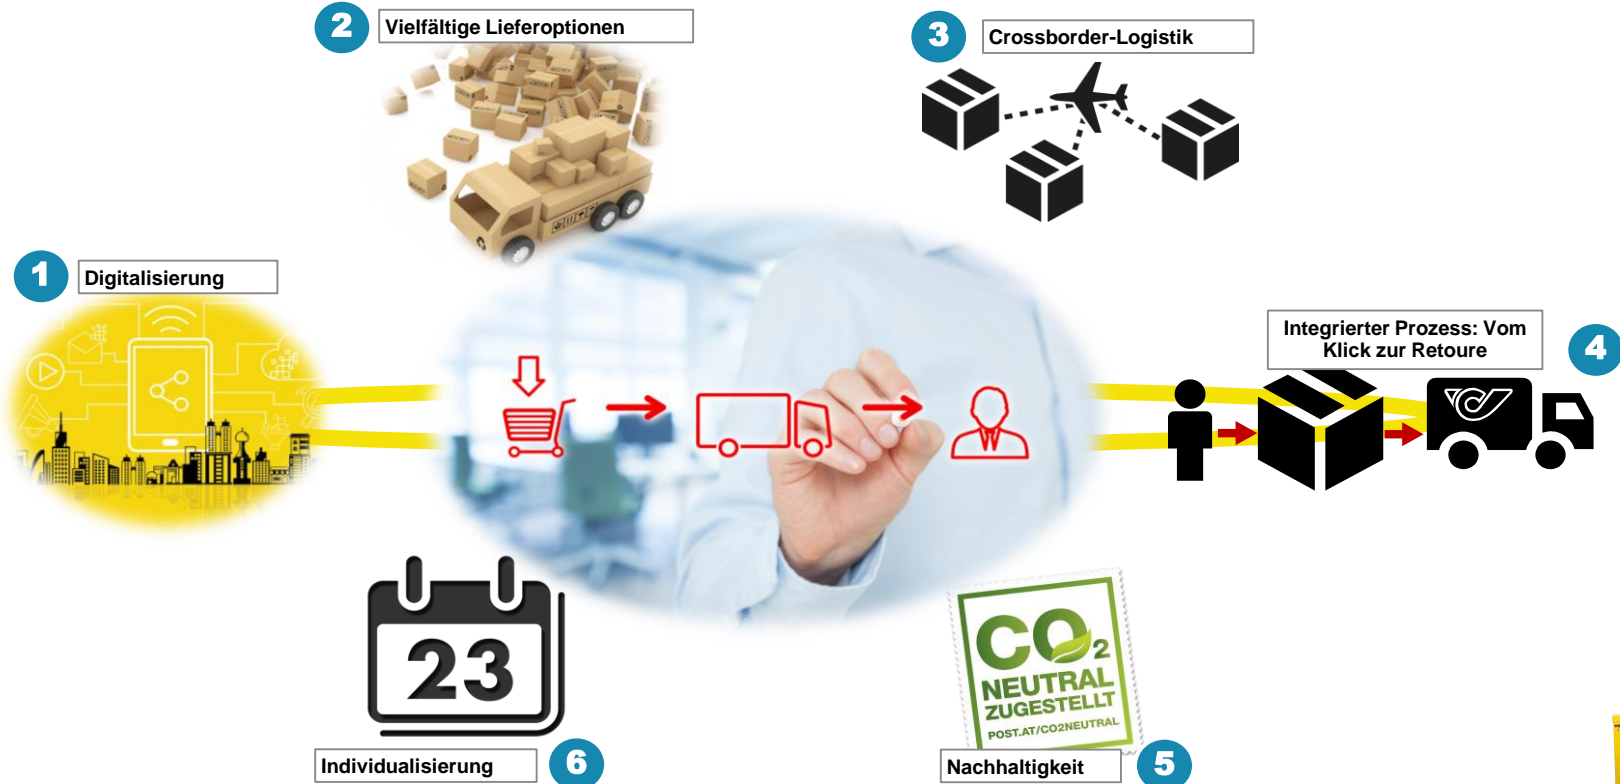 2
Vielfältige Lieferoptionen
3
Crossborder-Logistik
1
Digitalisierung
Integrierter Prozess: Vom
Klick zur Retoure
4
23
CO2
NEUTRAL
ZUGESTELLT
POST.AT/CO2NEUTRAL
Individualisierung
6
Nachhaltigkeit
5